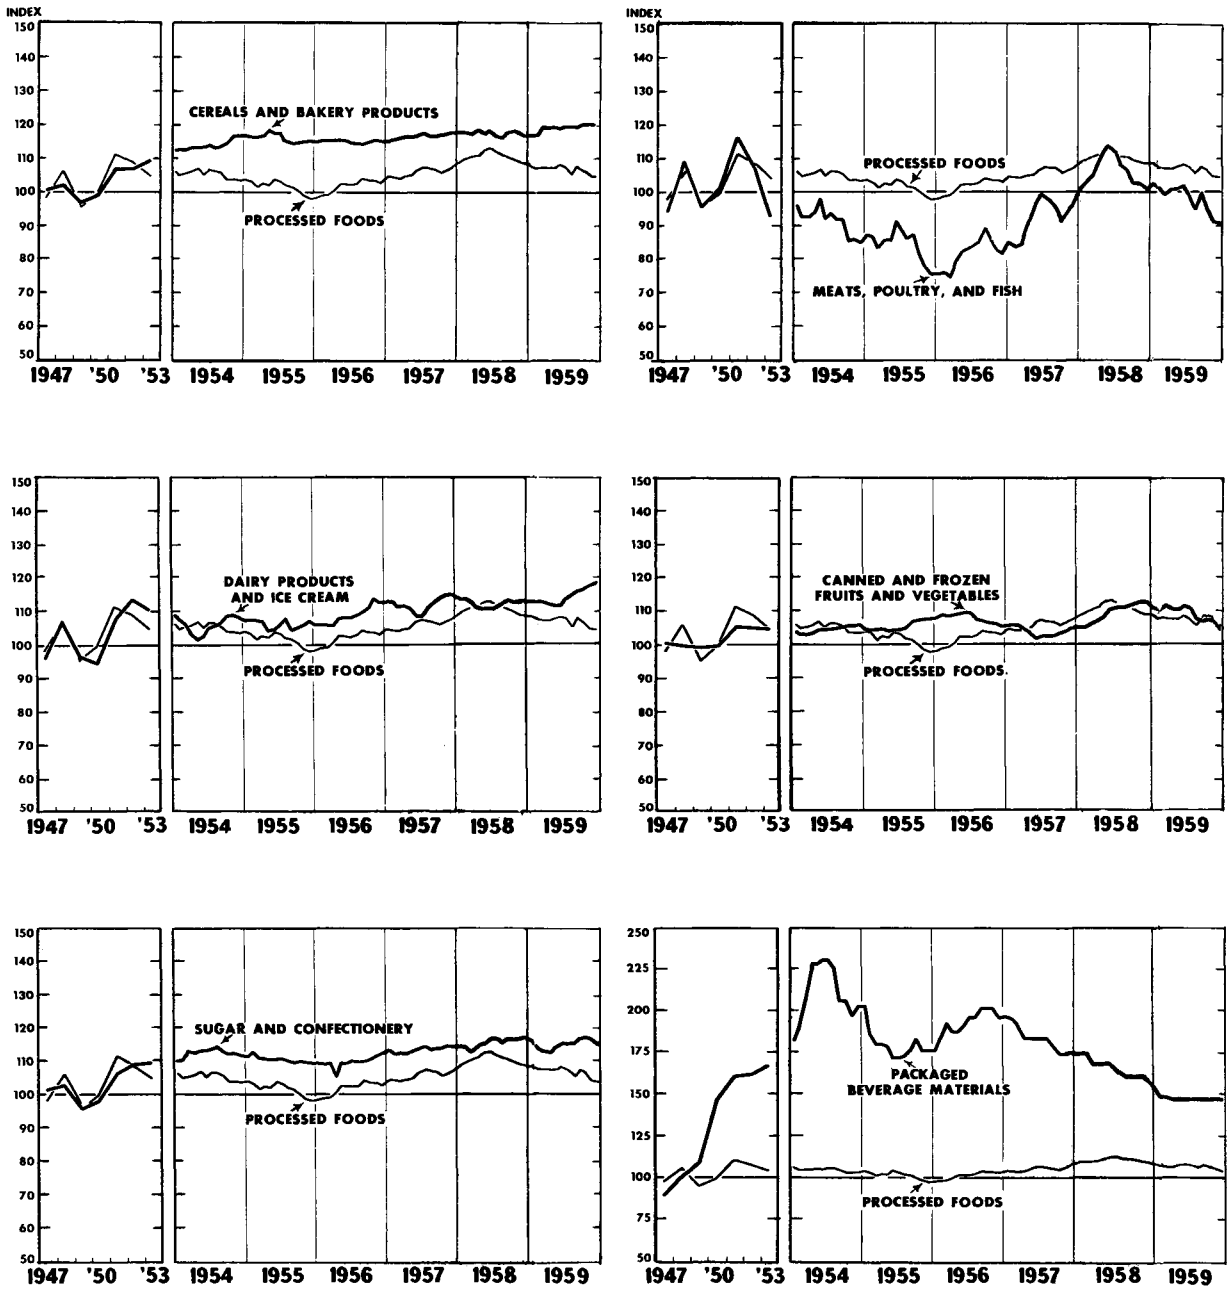 INDEX
150
140
130
120
110
100
90
80
70
60
50
CEREALS AND BAKERY PRODUCTS
PROCESSED FOODS
1947 '50 '53 1954 1955 1956 1957 1958 1959
INDEX
150
140
130
120
110
100
90
80
70
60
50
PROCESSED FOODS
MEATS, POULTRY, AND FISH
1947 '50 '53 1954 1955 1956 1957 1958 1959
150
140
130
120
110
100
90
80
70
60
50
DAIRY PRODUCTS
AND ICE CREAM
PROCESSED FOODS
1947 '50 '53 1954 1955 1956 1957 1958 1959
150
140
130
120
110
100
90
80
70
60
50
CANNED AND FROZEN
FRUITS AND VEGETABLES
PROCESSED FOODS.
1947 '50 '53 1954 1955 1956 1957 1958 1959
150
140
130
120
110
100
90
80
70
60
50
SUGAR AND CONFECTIONERY
PROCESSED FOODS
1947 '50 '53 1954 1955 1956 1957 1958 1959
250
225
200
175
150
125
100
75
50
PACKAGED
BEVERAGE MATERIALS
PROCESSED FOODS
1947 '50 '53 1954 1955 1956 1957 1958 1959